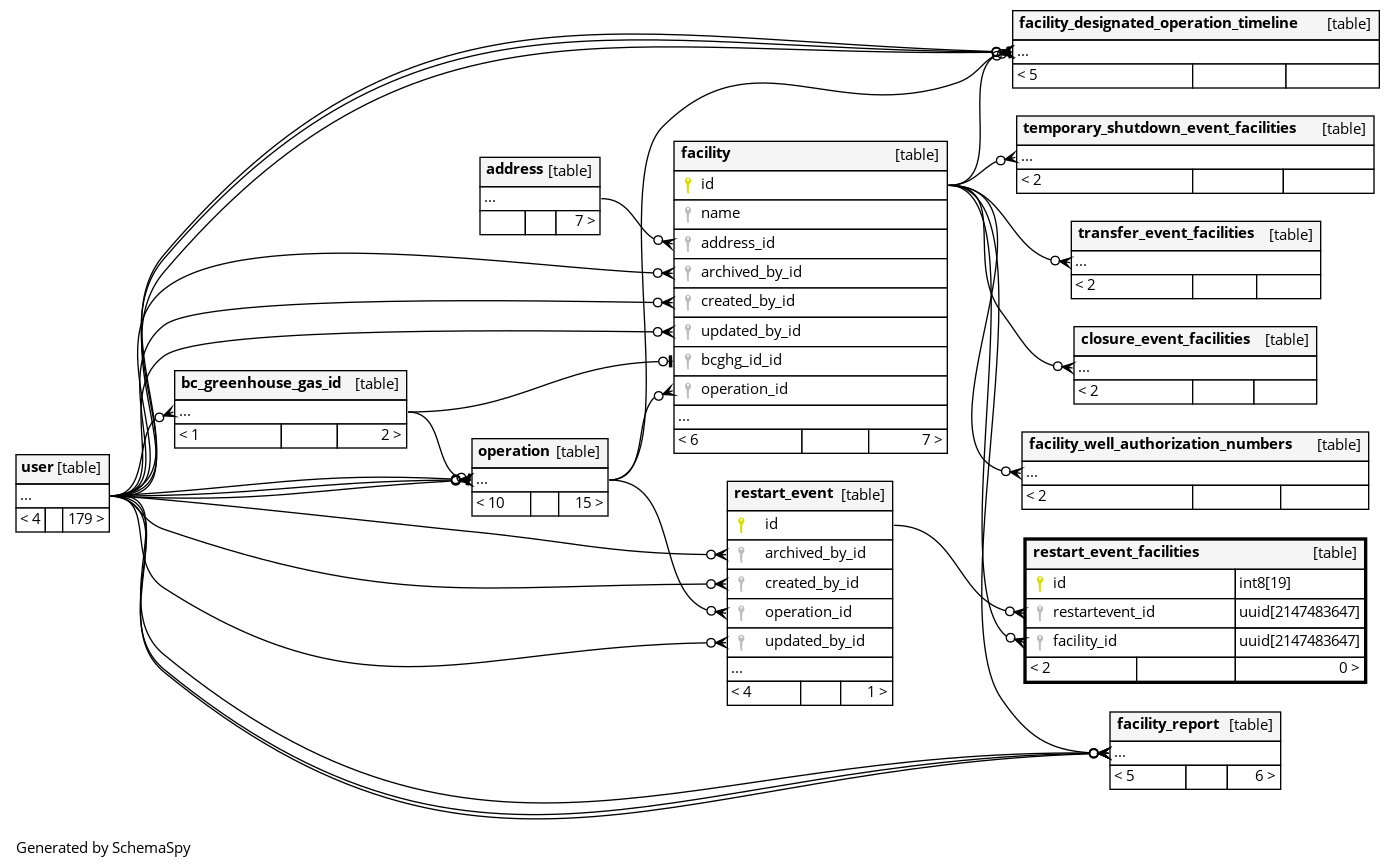 facility_designated_operation_timeline [table]
...
< 5
temporary_shutdown_event_facilities [table]
...
< 2
facility [table]
id
name
address_id
archived_by_id
created_by_id
updated_by_id
bcghg_id_id
operation_id
...
< 6 7 >
address [table]
...
7 >
transfer_event_facilities [table]
...
< 2
closure_event_facilities [table]
...
< 2
bc_greenhouse_gas_id [table]
...
< 1 2 >
facility_well_authorization_numbers [table]
...
< 2
operation [table]
...
< 10 15 >
user [table]
...
< 4 179 >
restart_event [table]
id
archived_by_id
created_by_id
operation_id
updated_by_id
...
< 4 1 >
restart_event_facilities [table]
id int8[19]
restartevent_id uuid[2147483647]
facility_id uuid[2147483647]
< 2 0 >
facility_report [table]
...
< 5 6 >
Generated by SchemaSpy